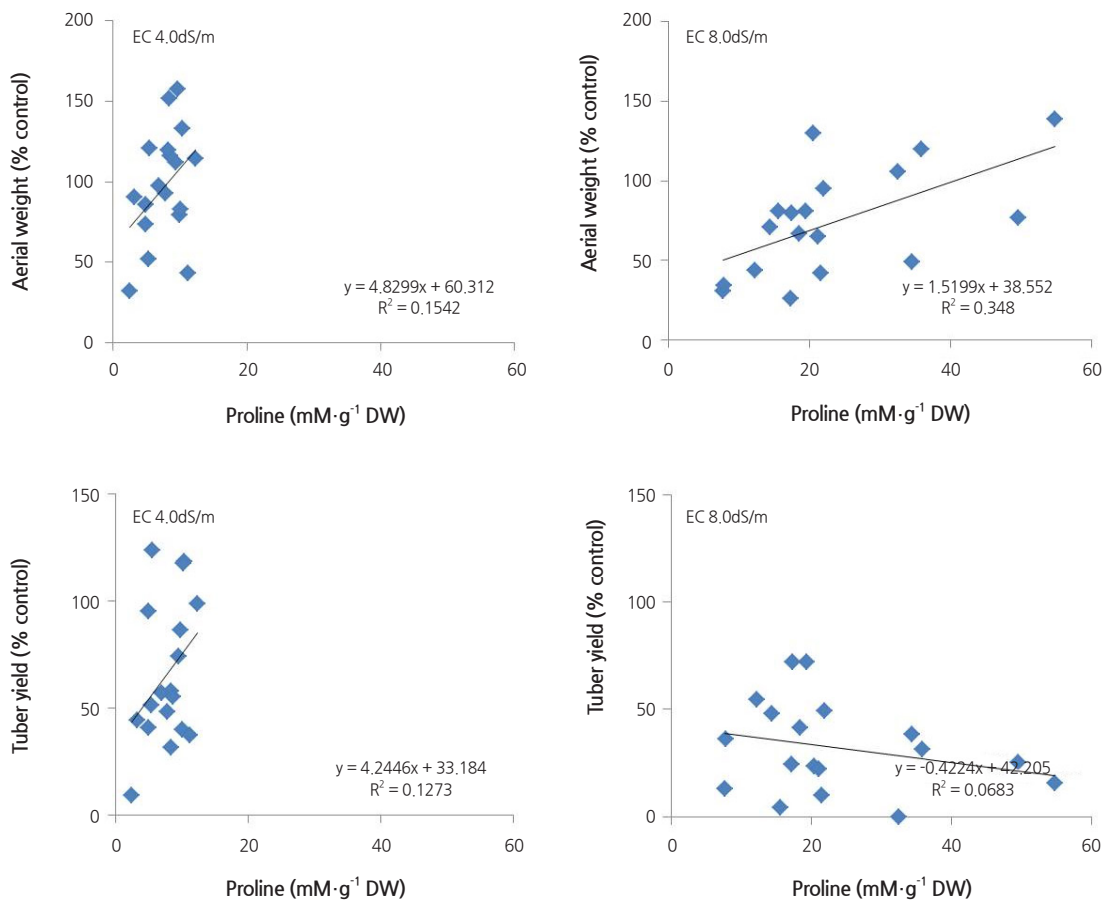 EC 4.0dS/m
Aerial weight (% control)
200
150
100
50
0
y = 4.8299x + 60.312
R² = 0.1542
0 20 40 60
Proline (mM·g⁻¹ DW)
EC 8.0dS/m
Aerial weight (% control)
200
150
100
50
0
y = 1.5199x + 38.552
R² = 0.348
0 20 40 60
Proline (mM·g⁻¹ DW)
EC 4.0dS/m
Tuber yield (% control)
150
100
50
0
y = 4.2446x + 33.184
R² = 0.1273
0 20 40 60
Proline (mM·g⁻¹ DW)
EC 8.0dS/m
Tuber yield (% control)
150
100
50
0
y = -0.4224x + 42.205
R² = 0.0683
0 20 40 60
Proline (mM·g⁻¹ DW)